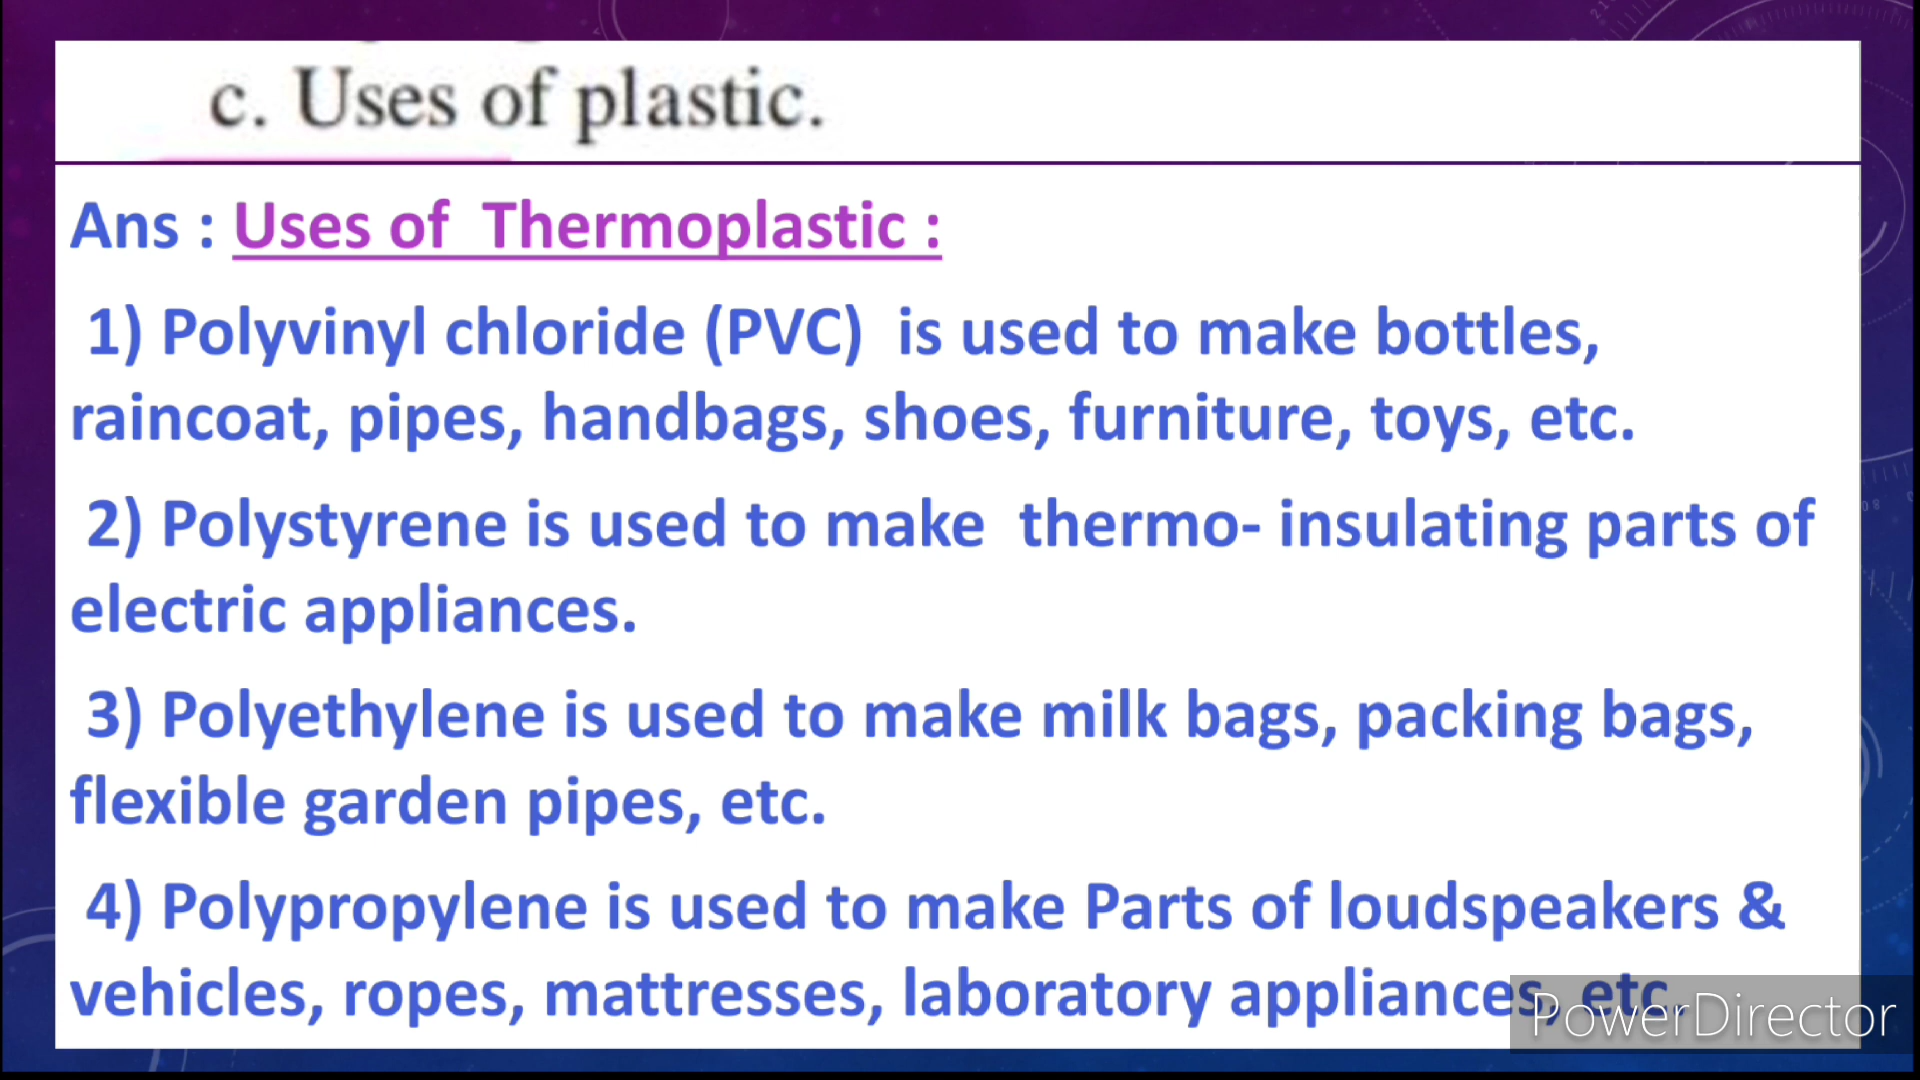 c. Uses of plastic.
Ans : Uses of Thermoplastic :
1) Polyvinyl chloride (PVC) is used to make bottles,
raincoat, pipes, handbags, shoes, furniture, toys, etc.
2) Polystyrene is used to make thermo- insulating parts of
electric appliances.
3) Polyethylene is used to make milk bags, packing bags,
flexible garden pipes, etc.
4) Polypropylene is used to make Parts of loudspeakers &
vehicles, ropes, mattresses, laboratory appliances, etc.
PowerDirector